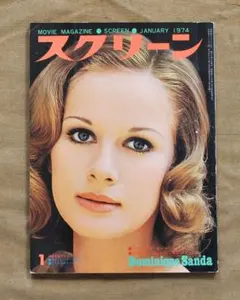 MOVIE MAGAZINE ● SCREEN ● JANUARY 1974
スクリーン
1
Dominique Sanda